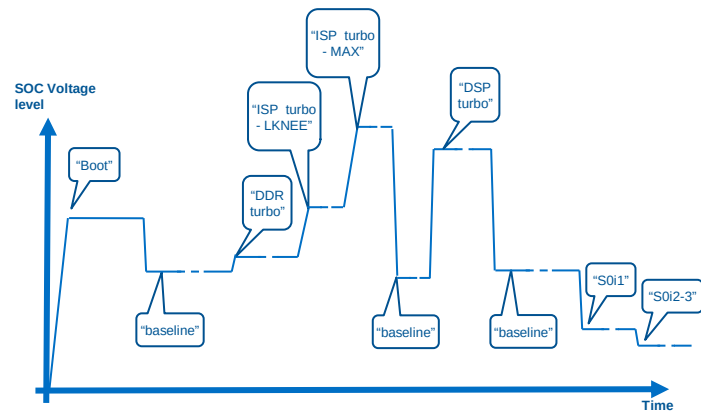 “ISP turbo
- MAX”
SOC Voltage
level
“ISP turbo
- LKNEE”
“DSP
turbo”
“Boot”
“DDR
turbo”
“baseline”
“baseline”
“baseline”
“S0i1”
“S0i2-3”
Time